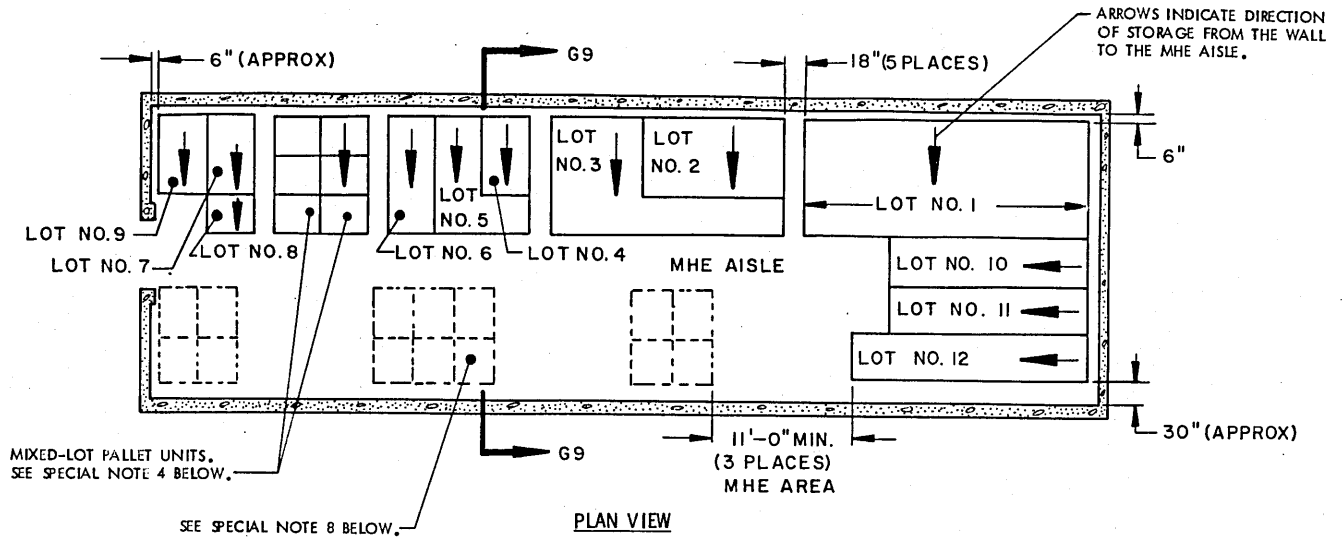 ARROWS INDICATE DIRECTION
OF STORAGE FROM THE WALL
TO THE MHE AISLE.
6" (APPROX)
G9
18" (5 PLACES)
6"
LOT
NO.3
LOT
NO.2
LOT NO.1
LOT
NO.5
LOT NO.9
LOT NO.7
LOT NO.8
LOT NO.6
LOT NO.4
MHE AISLE
LOT NO. 10
LOT NO. 11
LOT NO. 12
30" (APPROX)
11'-0" MIN.
(3 PLACES)
MHE AREA
G9
MIXED-LOT PALLET UNITS.
SEE SPECIAL NOTE 4 BELOW.
SEE SPECIAL NOTE 8 BELOW.
PLAN VIEW